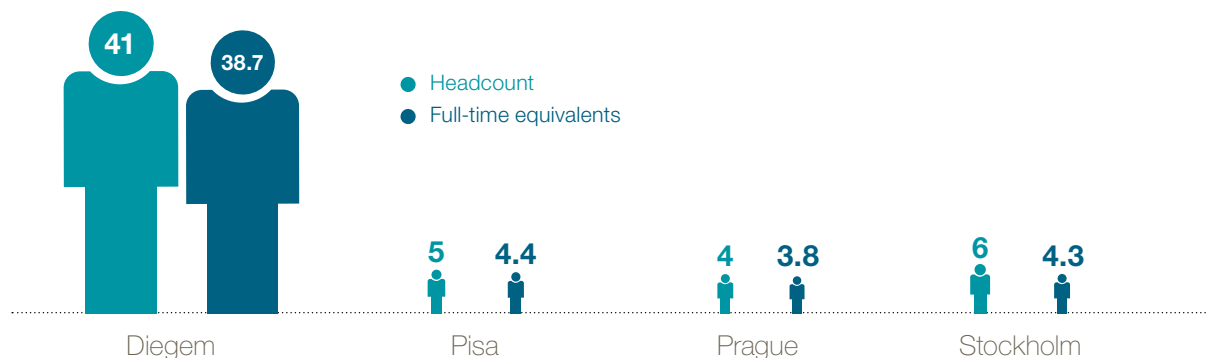 41
38.7
Headcount
Full-time equivalents
5
4.4
4
3.8
6
4.3
Diegem
Pisa
Prague
Stockholm